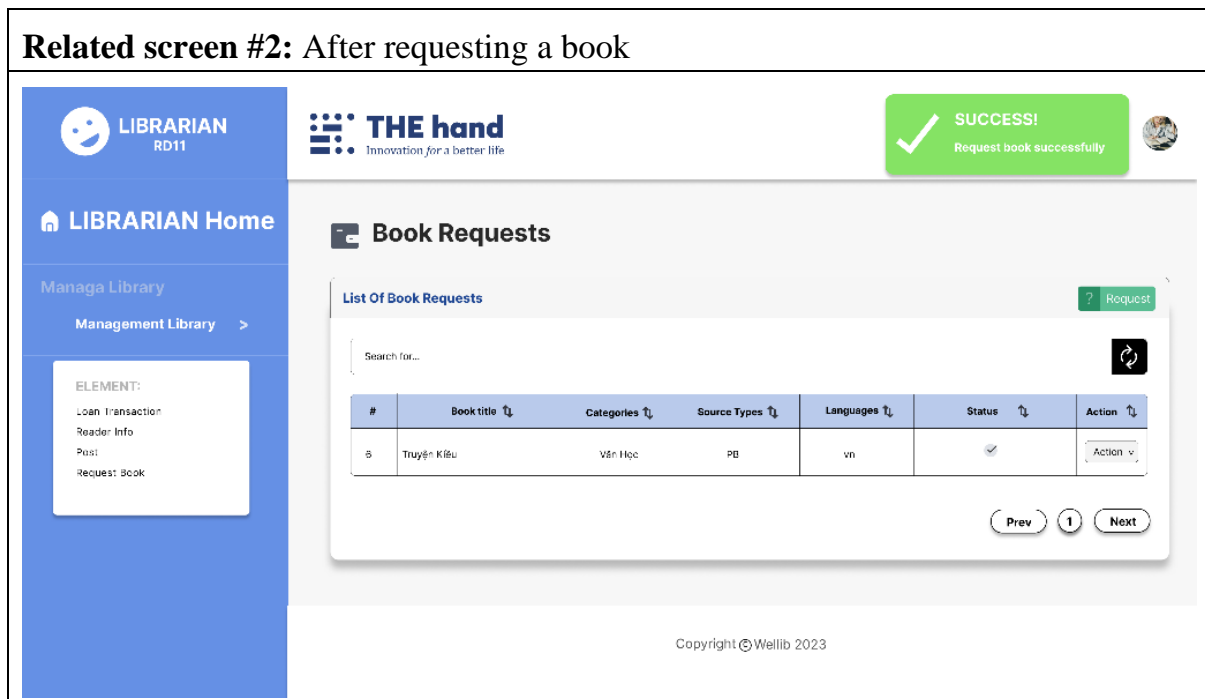 Related screen #2: After requesting a book
LIBRARIAN
RD11
THE hand
Innovation for a better life
SUCCESS!
Request book successfully
LIBRARIAN Home
Managa Library
Management Library >
ELEMENT:
Loan Transaction
Reader Info
Post
Request Book
Book Requests
List Of Book Requests
? Request
Search for...
# Book title Categories Source Types Languages Status Action
6 Truyện Kiều Văn Học PB vn Action v
Prev 1 Next
Copyright © Wellib 2023